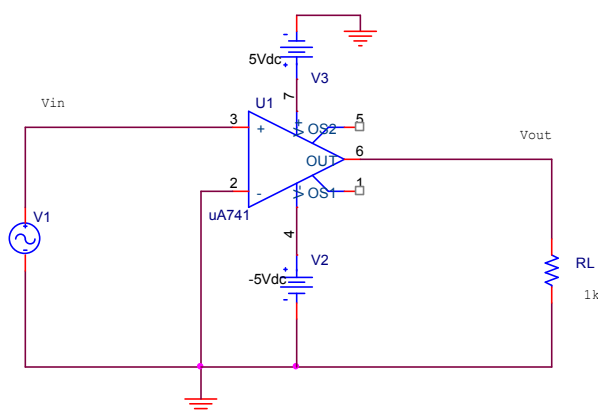 5Vdc
V3
Vin
7
U1
3
+
V+
OS2
5
Vout
OUT
6
2
-
V-
OS1
1
uA741
V1
4
V2
-5Vdc
RL
1k